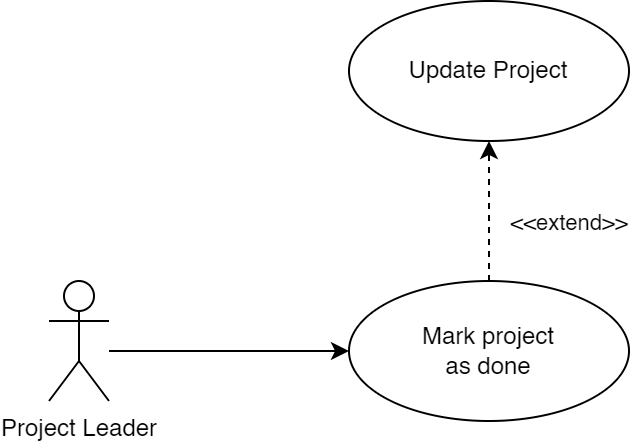 Update Project
<<extend>>
Mark project
as done
Project Leader